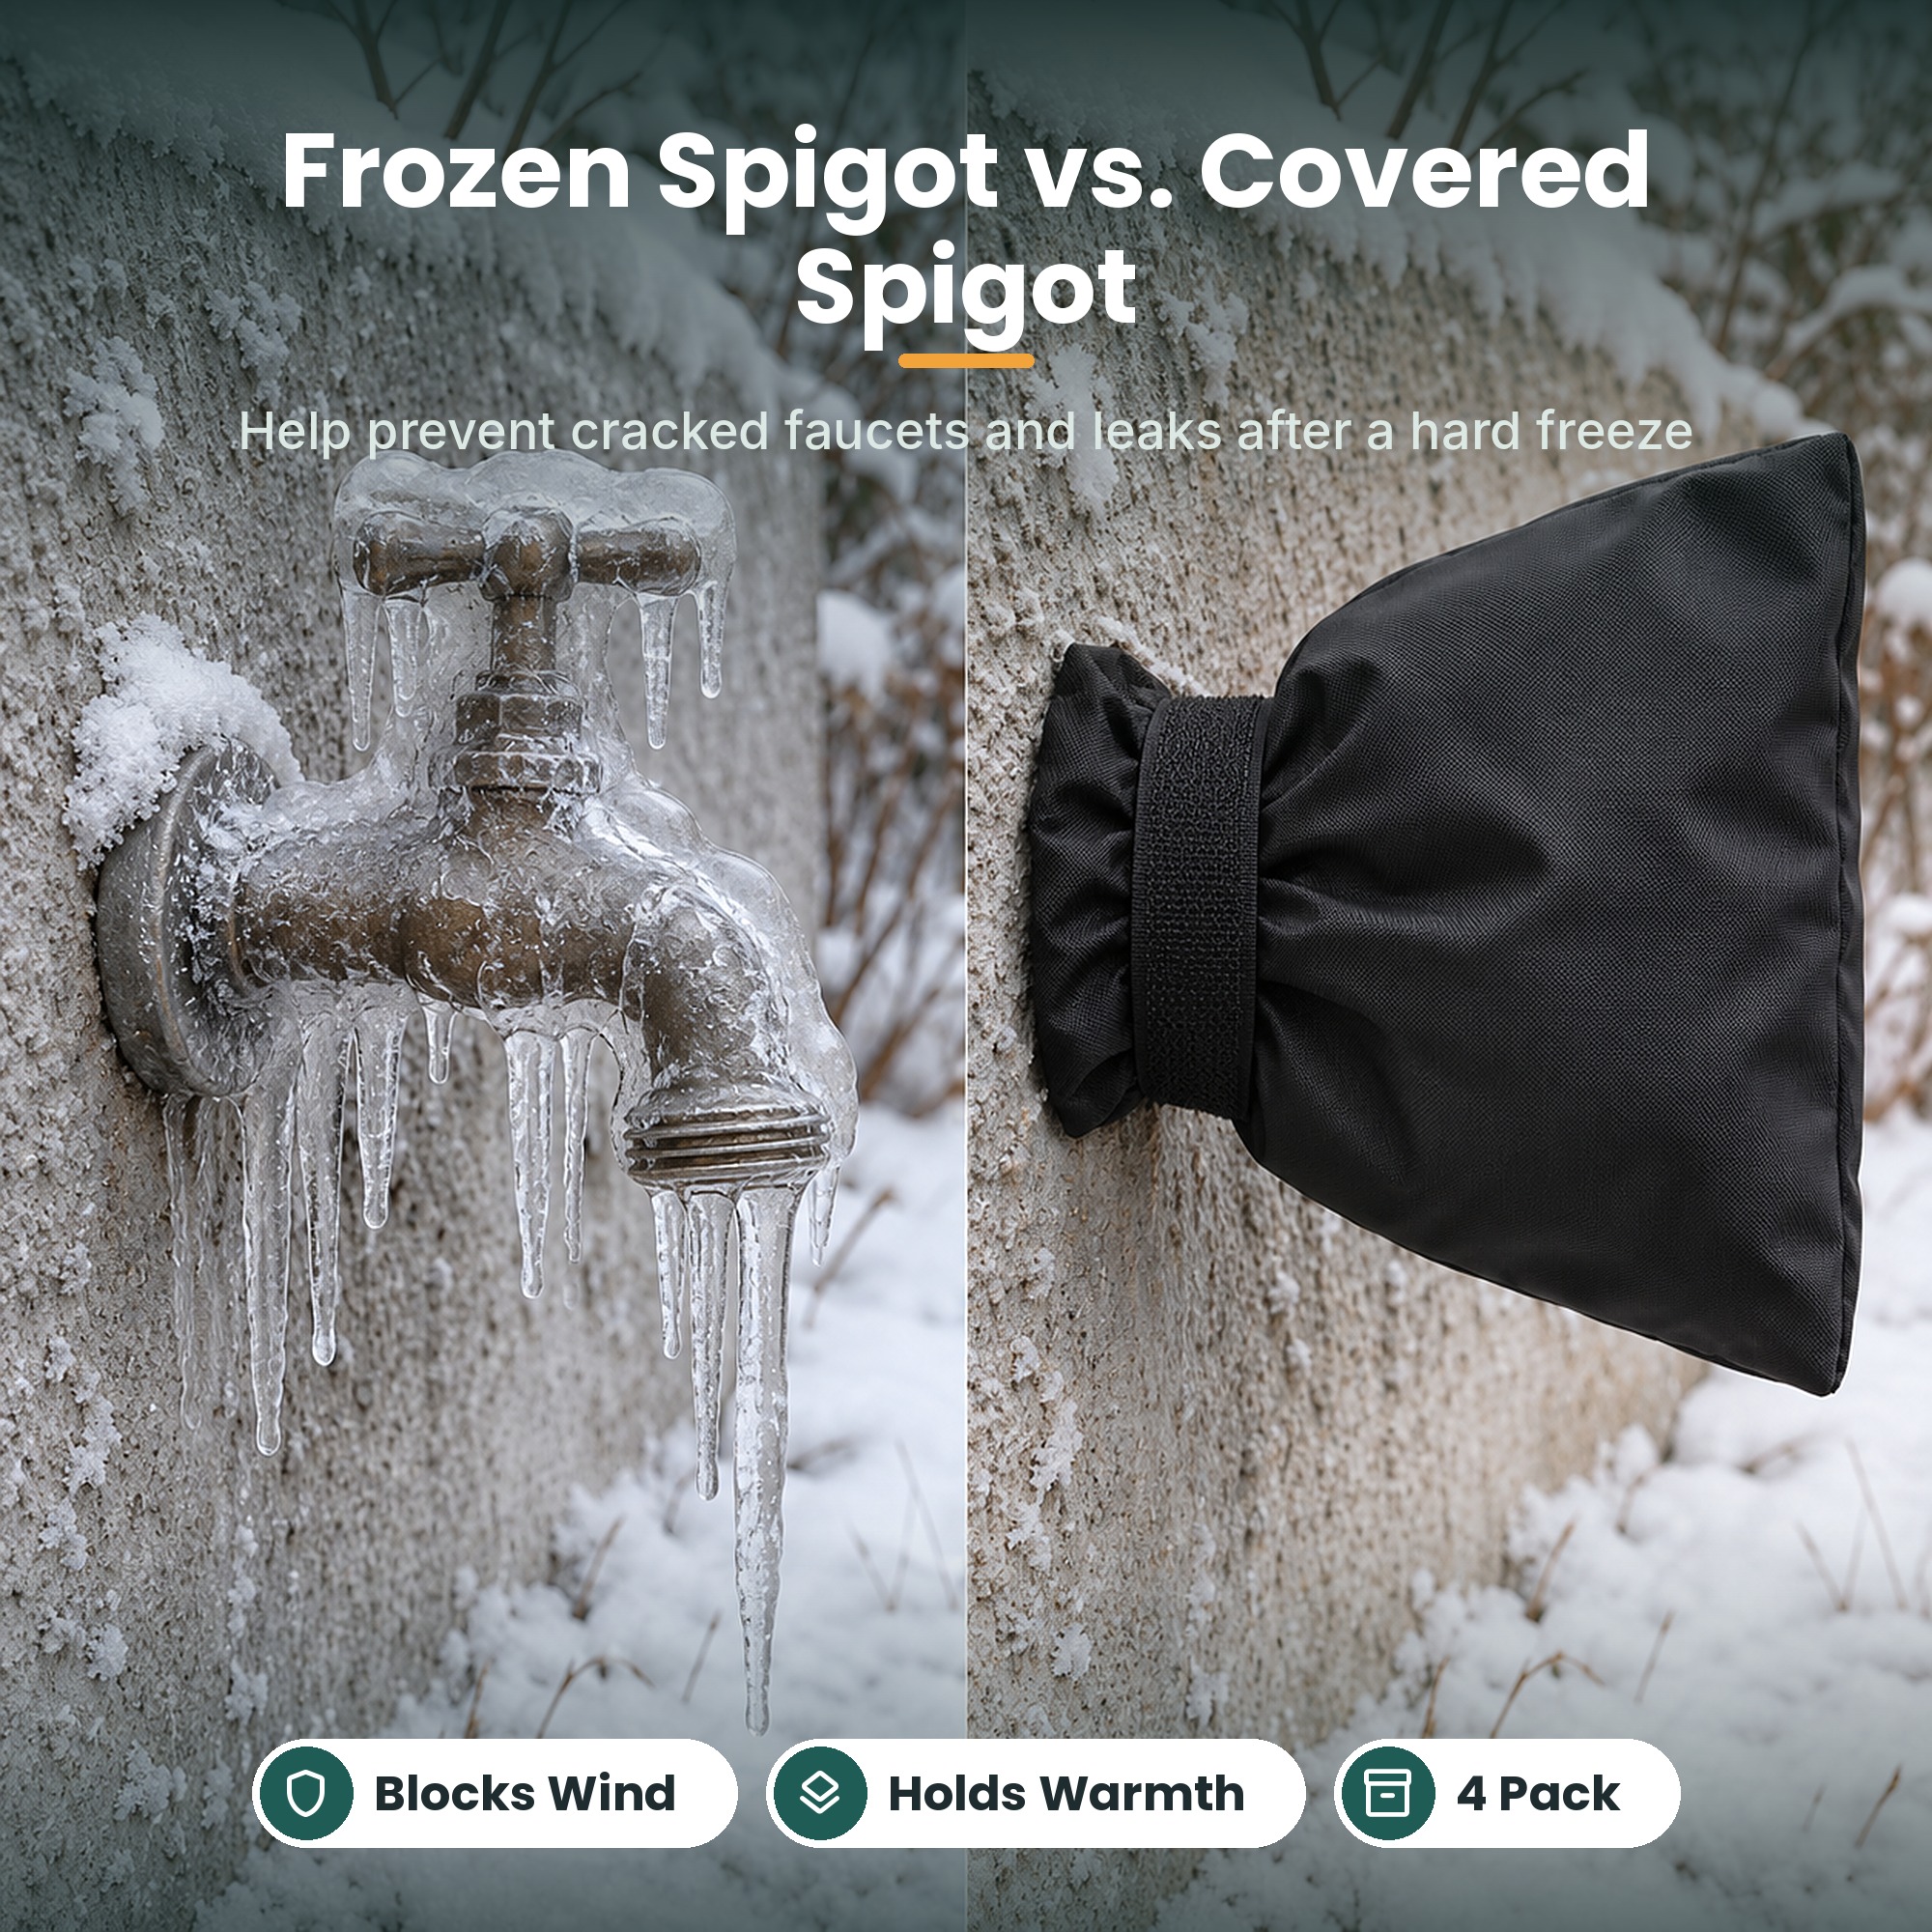 Frozen Spigot vs. Covered
Spigot
Help prevent cracked faucets and leaks after a hard freeze
Blocks Wind
Holds Warmth
4 Pack